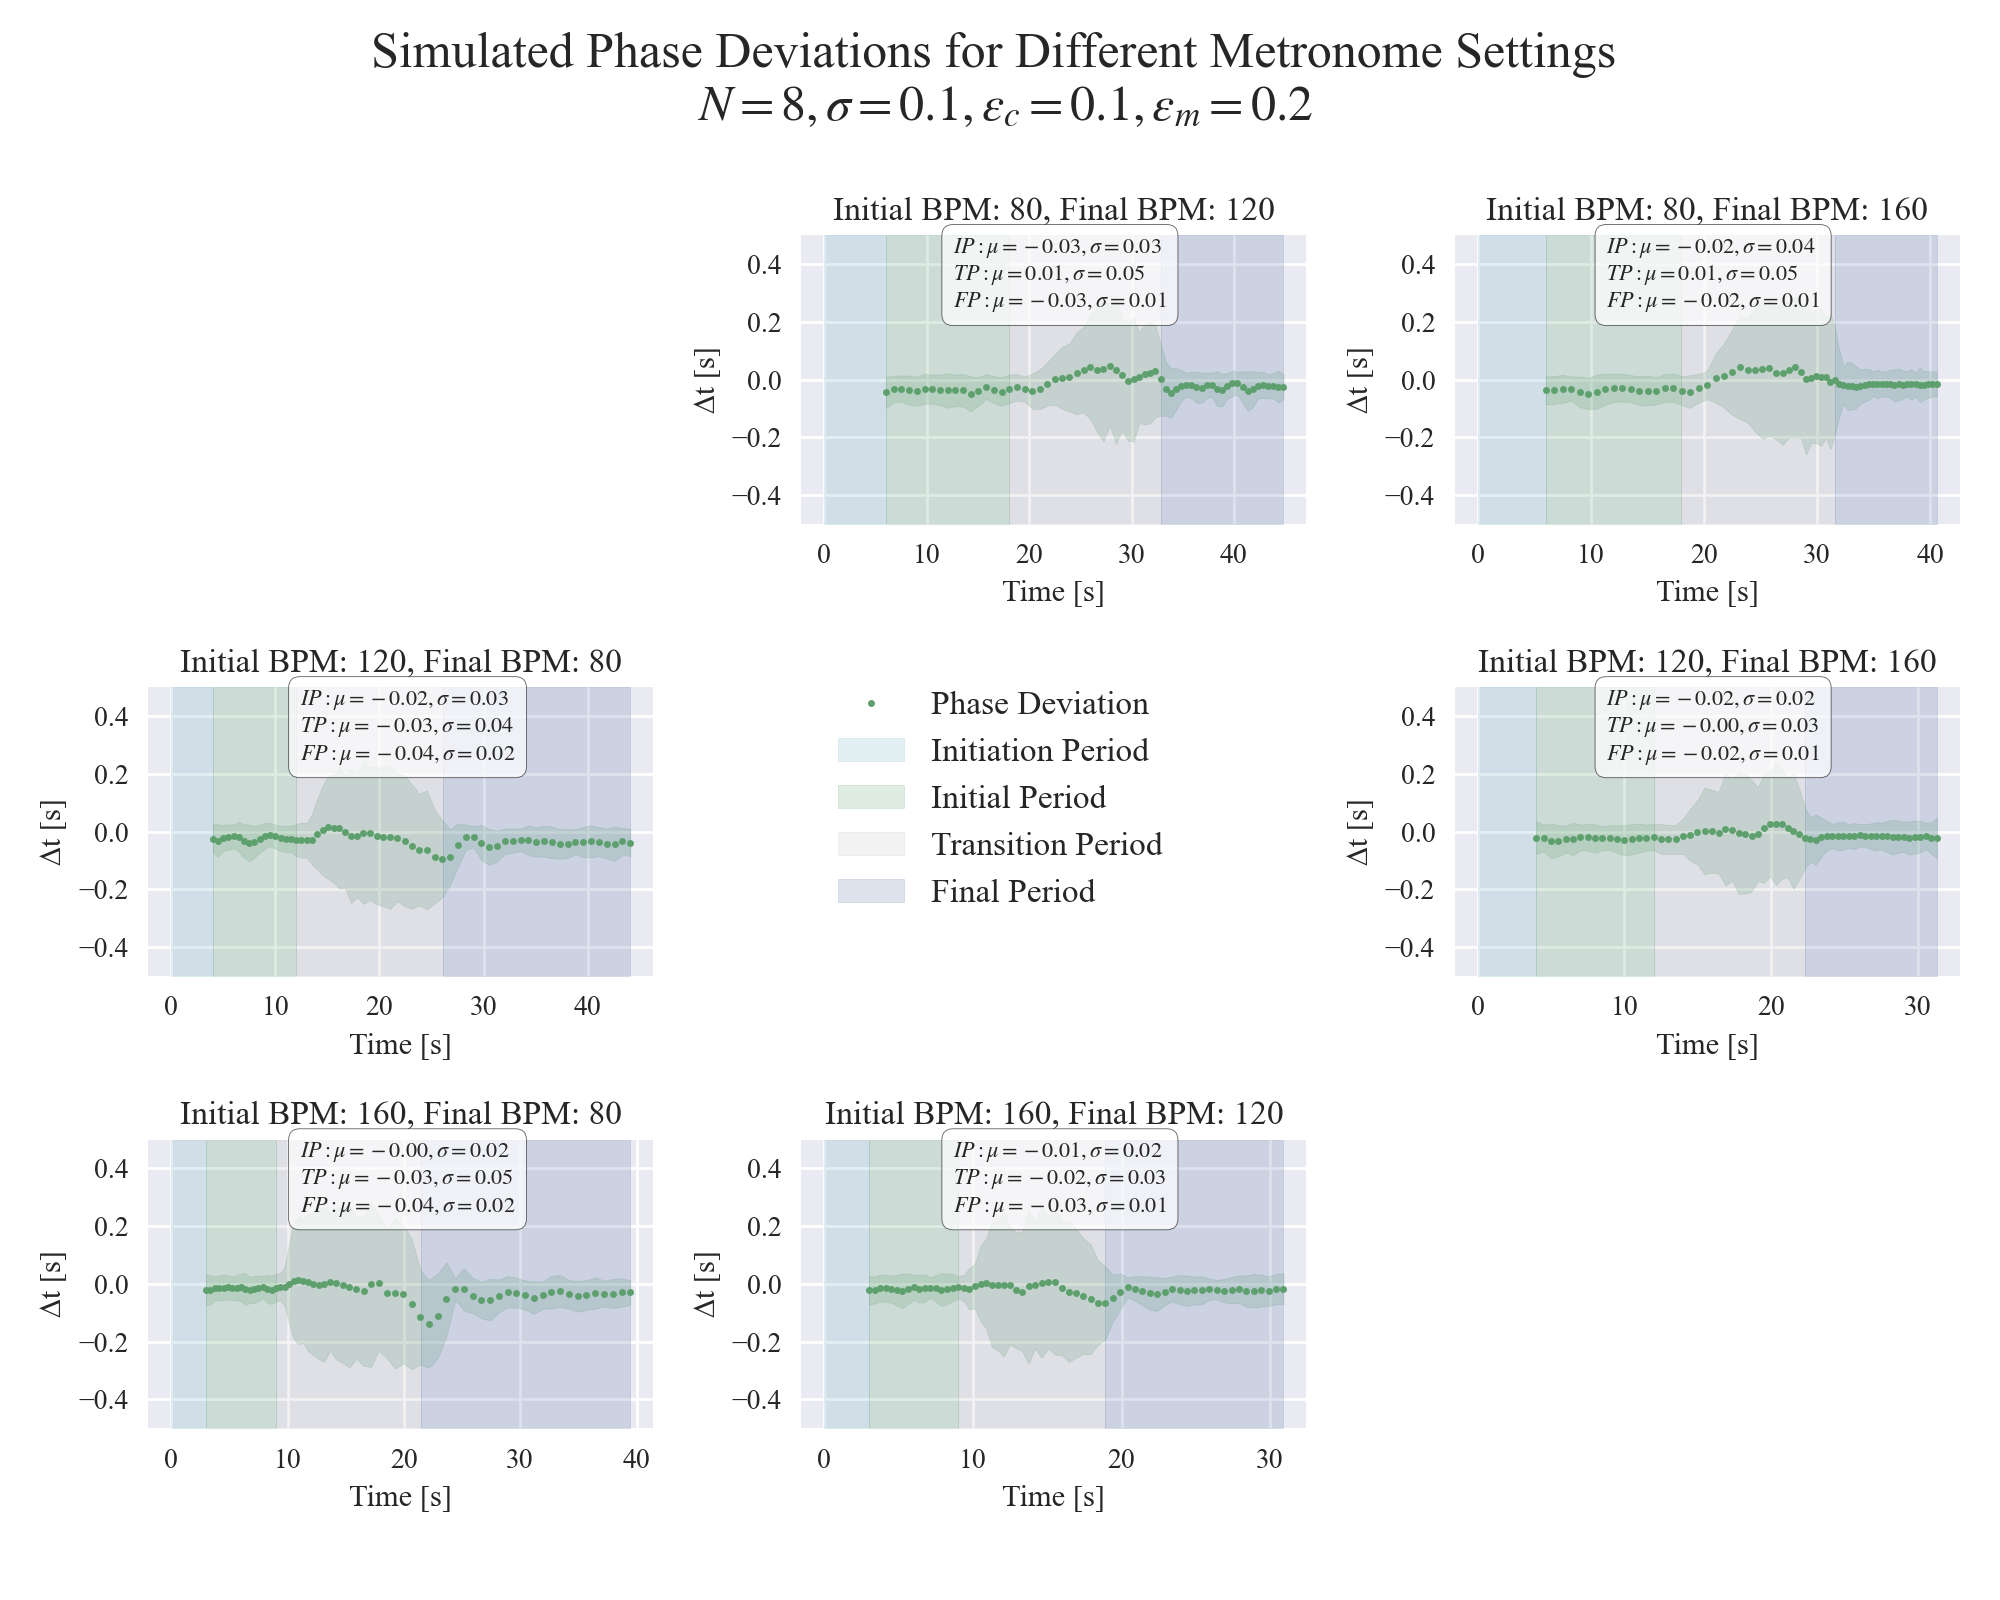 Simulated Phase Deviations for Different Metronome Settings
N = 8, σ = 0.1, ε_c = 0.1, ε_m = 0.2
Initial BPM: 80, Final BPM: 120
IP : μ = −0.03, σ = 0.03
TP : μ = 0.01, σ = 0.05
FP : μ = −0.03, σ = 0.01
0.4
0.2
0.0
−0.2
−0.4
Δt [s]
0 10 20 30 40
Time [s]
Initial BPM: 80, Final BPM: 160
IP : μ = −0.02, σ = 0.04
TP : μ = 0.01, σ = 0.05
FP : μ = −0.02, σ = 0.01
0.4
0.2
0.0
−0.2
−0.4
Δt [s]
0 10 20 30 40
Time [s]
Initial BPM: 120, Final BPM: 80
IP : μ = −0.02, σ = 0.03
TP : μ = −0.03, σ = 0.04
FP : μ = −0.04, σ = 0.02
0.4
0.2
0.0
−0.2
−0.4
Δt [s]
0 10 20 30 40
Time [s]
Phase Deviation
Initiation Period
Initial Period
Transition Period
Final Period
Initial BPM: 120, Final BPM: 160
IP : μ = −0.02, σ = 0.02
TP : μ = −0.00, σ = 0.03
FP : μ = −0.02, σ = 0.01
0.4
0.2
0.0
−0.2
−0.4
Δt [s]
0 10 20 30
Time [s]
Initial BPM: 160, Final BPM: 80
IP : μ = −0.00, σ = 0.02
TP : μ = −0.03, σ = 0.05
FP : μ = −0.04, σ = 0.02
0.4
0.2
0.0
−0.2
−0.4
Δt [s]
0 10 20 30 40
Time [s]
Initial BPM: 160, Final BPM: 120
IP : μ = −0.01, σ = 0.02
TP : μ = −0.02, σ = 0.03
FP : μ = −0.03, σ = 0.01
0.4
0.2
0.0
−0.2
−0.4
Δt [s]
0 10 20 30
Time [s]